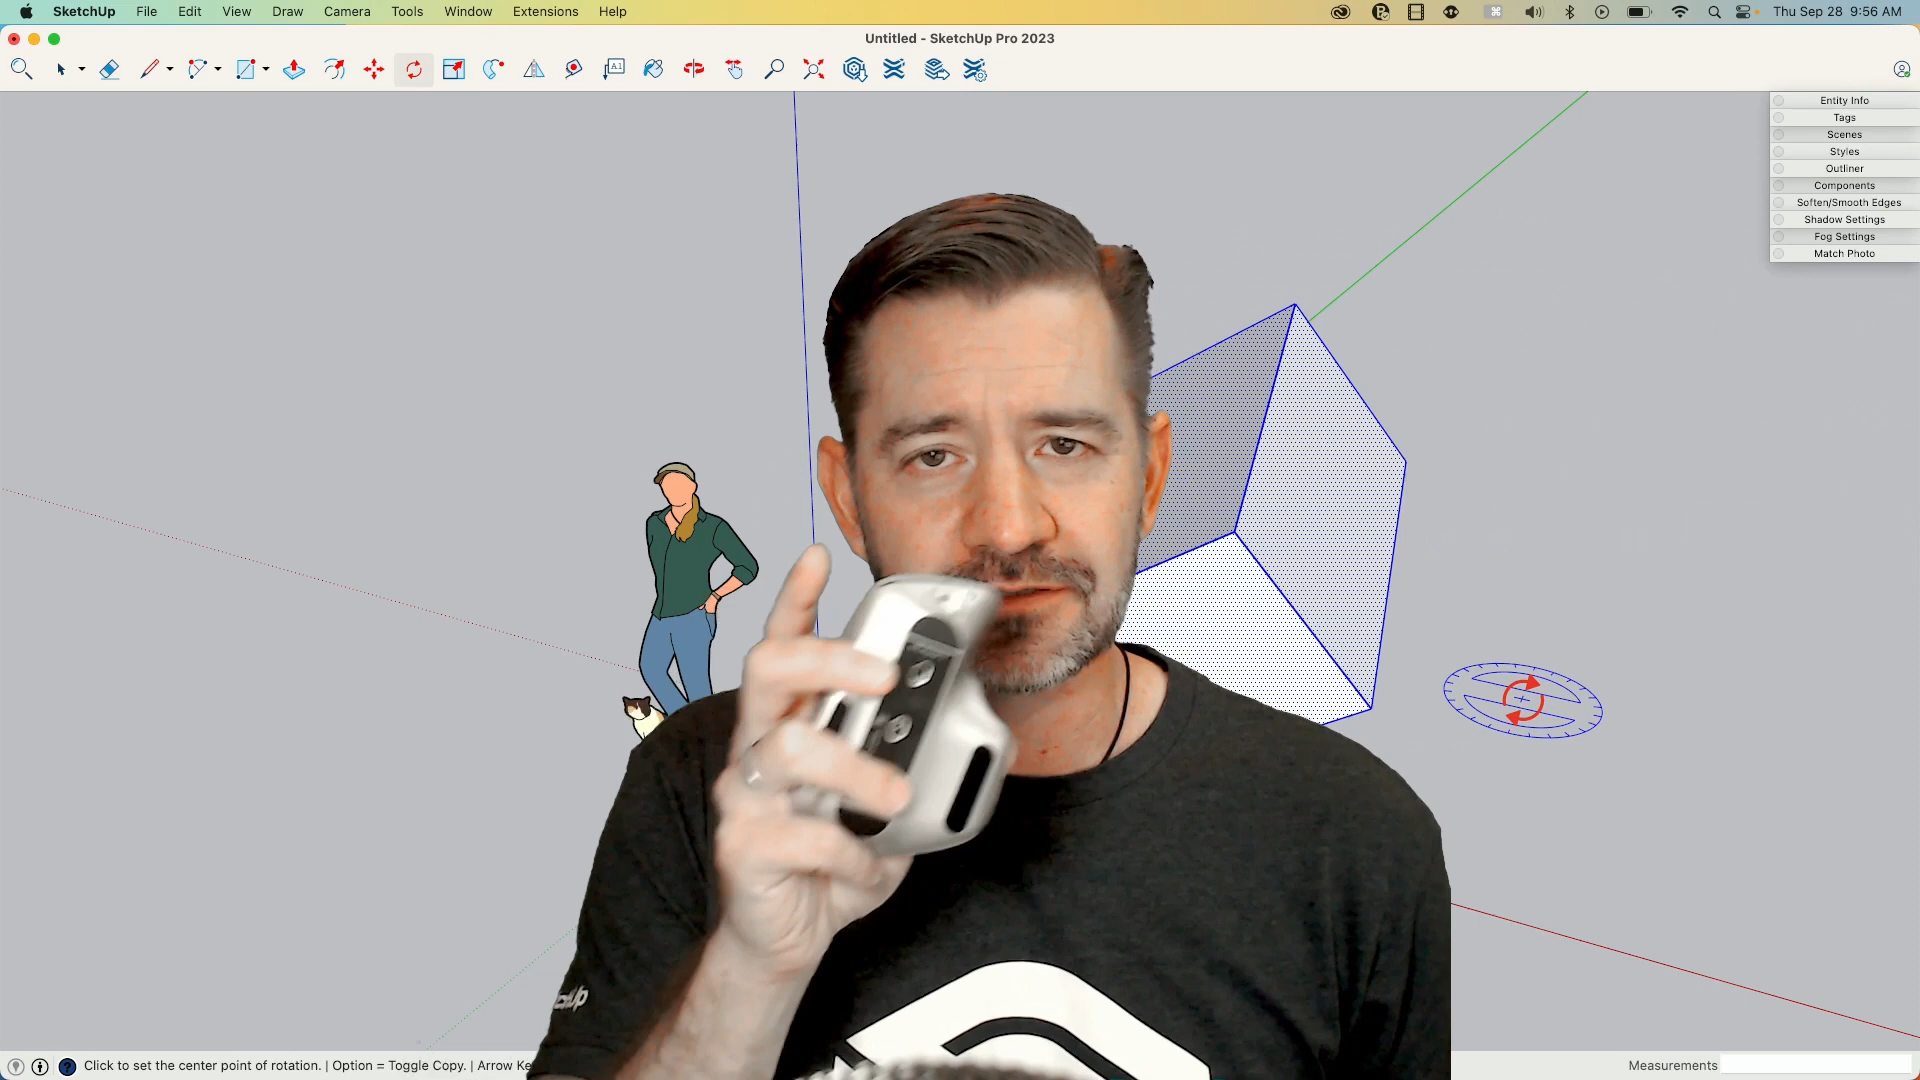 SketchUp File Edit View Draw Camera Tools Window Extensions Help Thu Sep 28 9:56 AM
Untitled - SketchUp Pro 2023
A1
Entity Info
Tags
Scenes
Styles
Outliner
Components
Soften/Smooth Edges
Shadow Settings
Fog Settings
Match Photo
Click to set the center point of rotation. | Option = Toggle Copy. | Arrow Ke
Measurements